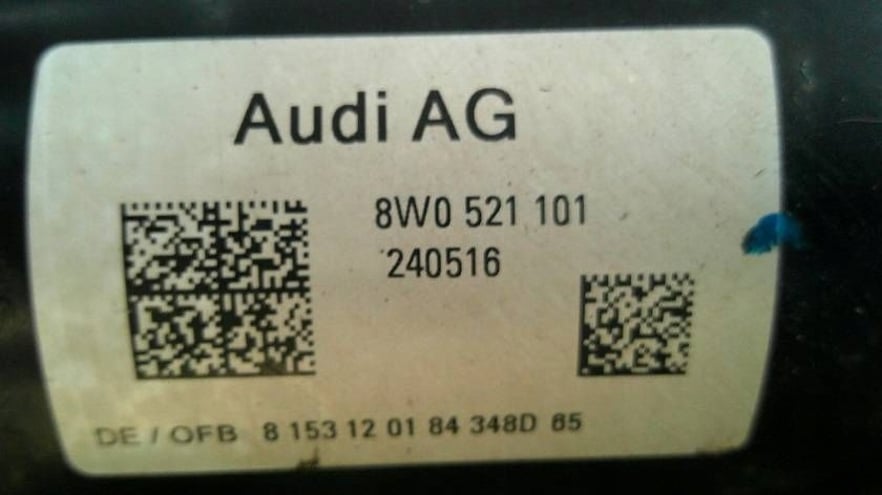 Audi AG
8W0 521 101
240516
DE / OFB 8 153 12 01 84 348D 65